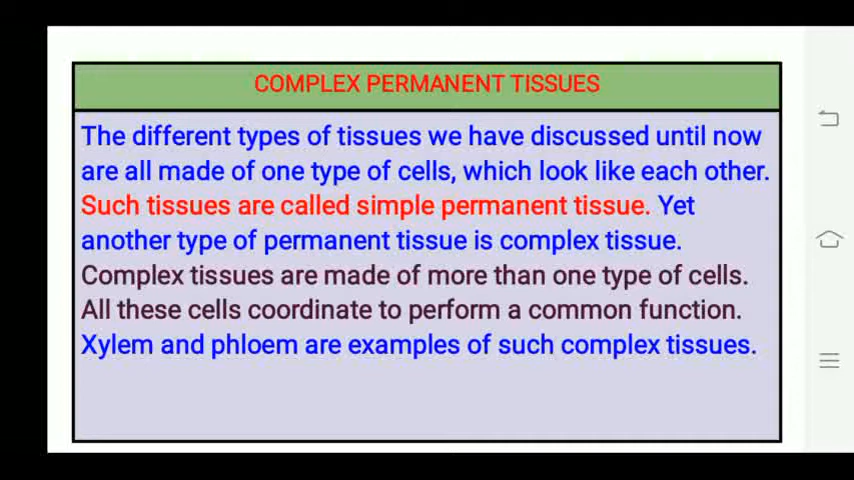 COMPLEX PERMANENT TISSUES
The different types of tissues we have discussed until now
are all made of one type of cells, which look like each other.
Such tissues are called simple permanent tissue. Yet
another type of permanent tissue is complex tissue.
Complex tissues are made of more than one type of cells.
All these cells coordinate to perform a common function.
Xylem and phloem are examples of such complex tissues.